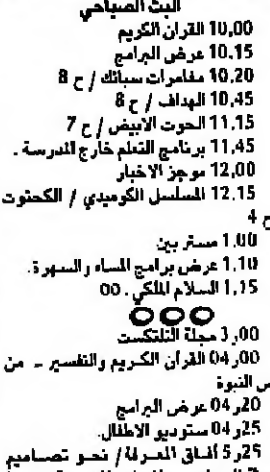 البث الصباحي
10,00 القرآن الكريم
10.15 عرض البرامج
10.20 مغامرات سبانك / ح 8
10.45 الهداف / ح 8
11.15 الحوت الابيض / ح 7
11.45 برنامج التعلم خارج المدرسة .
12.00 موجز الاخبار
12.15 المسلسل الكوميدي / الكحتوت
ح 4
1.00 مستر بين
1.10 عرض برامج المساء والسهرة .
1.15 السلام الملكي . 00
3,00 مجلة التلتكست
04,00 القرآن الكريم والتفسير - من
النبوة
04,20 عرض البرامج
04,25 ستوديو الاطفال.
5,25 آفاق المعرفة / نحو تصاميم